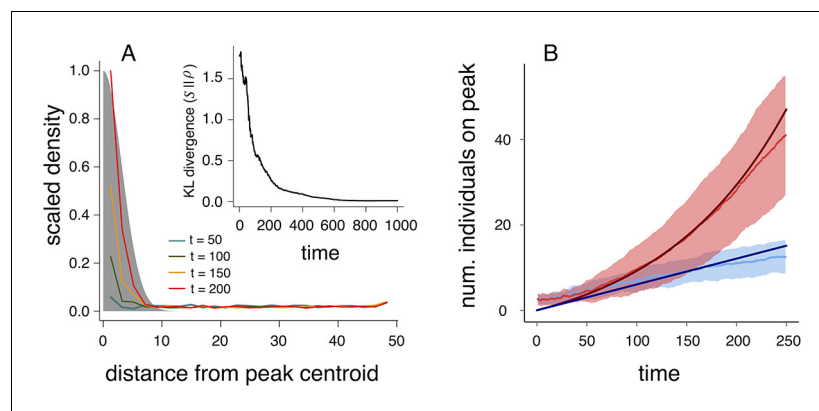 A
scaled density
1.0
0.8
0.6
0.4
0.2
0.0
0
10
20
30
40
50
distance from peak centroid
t = 50
t = 100
t = 150
t = 200
KL divergence (S || ρ)
1.5
1.0
0.5
0.0
0
200
400
600
800
1000
time
B
num. individuals on peak
40
20
0
0
50
100
150
200
250
time